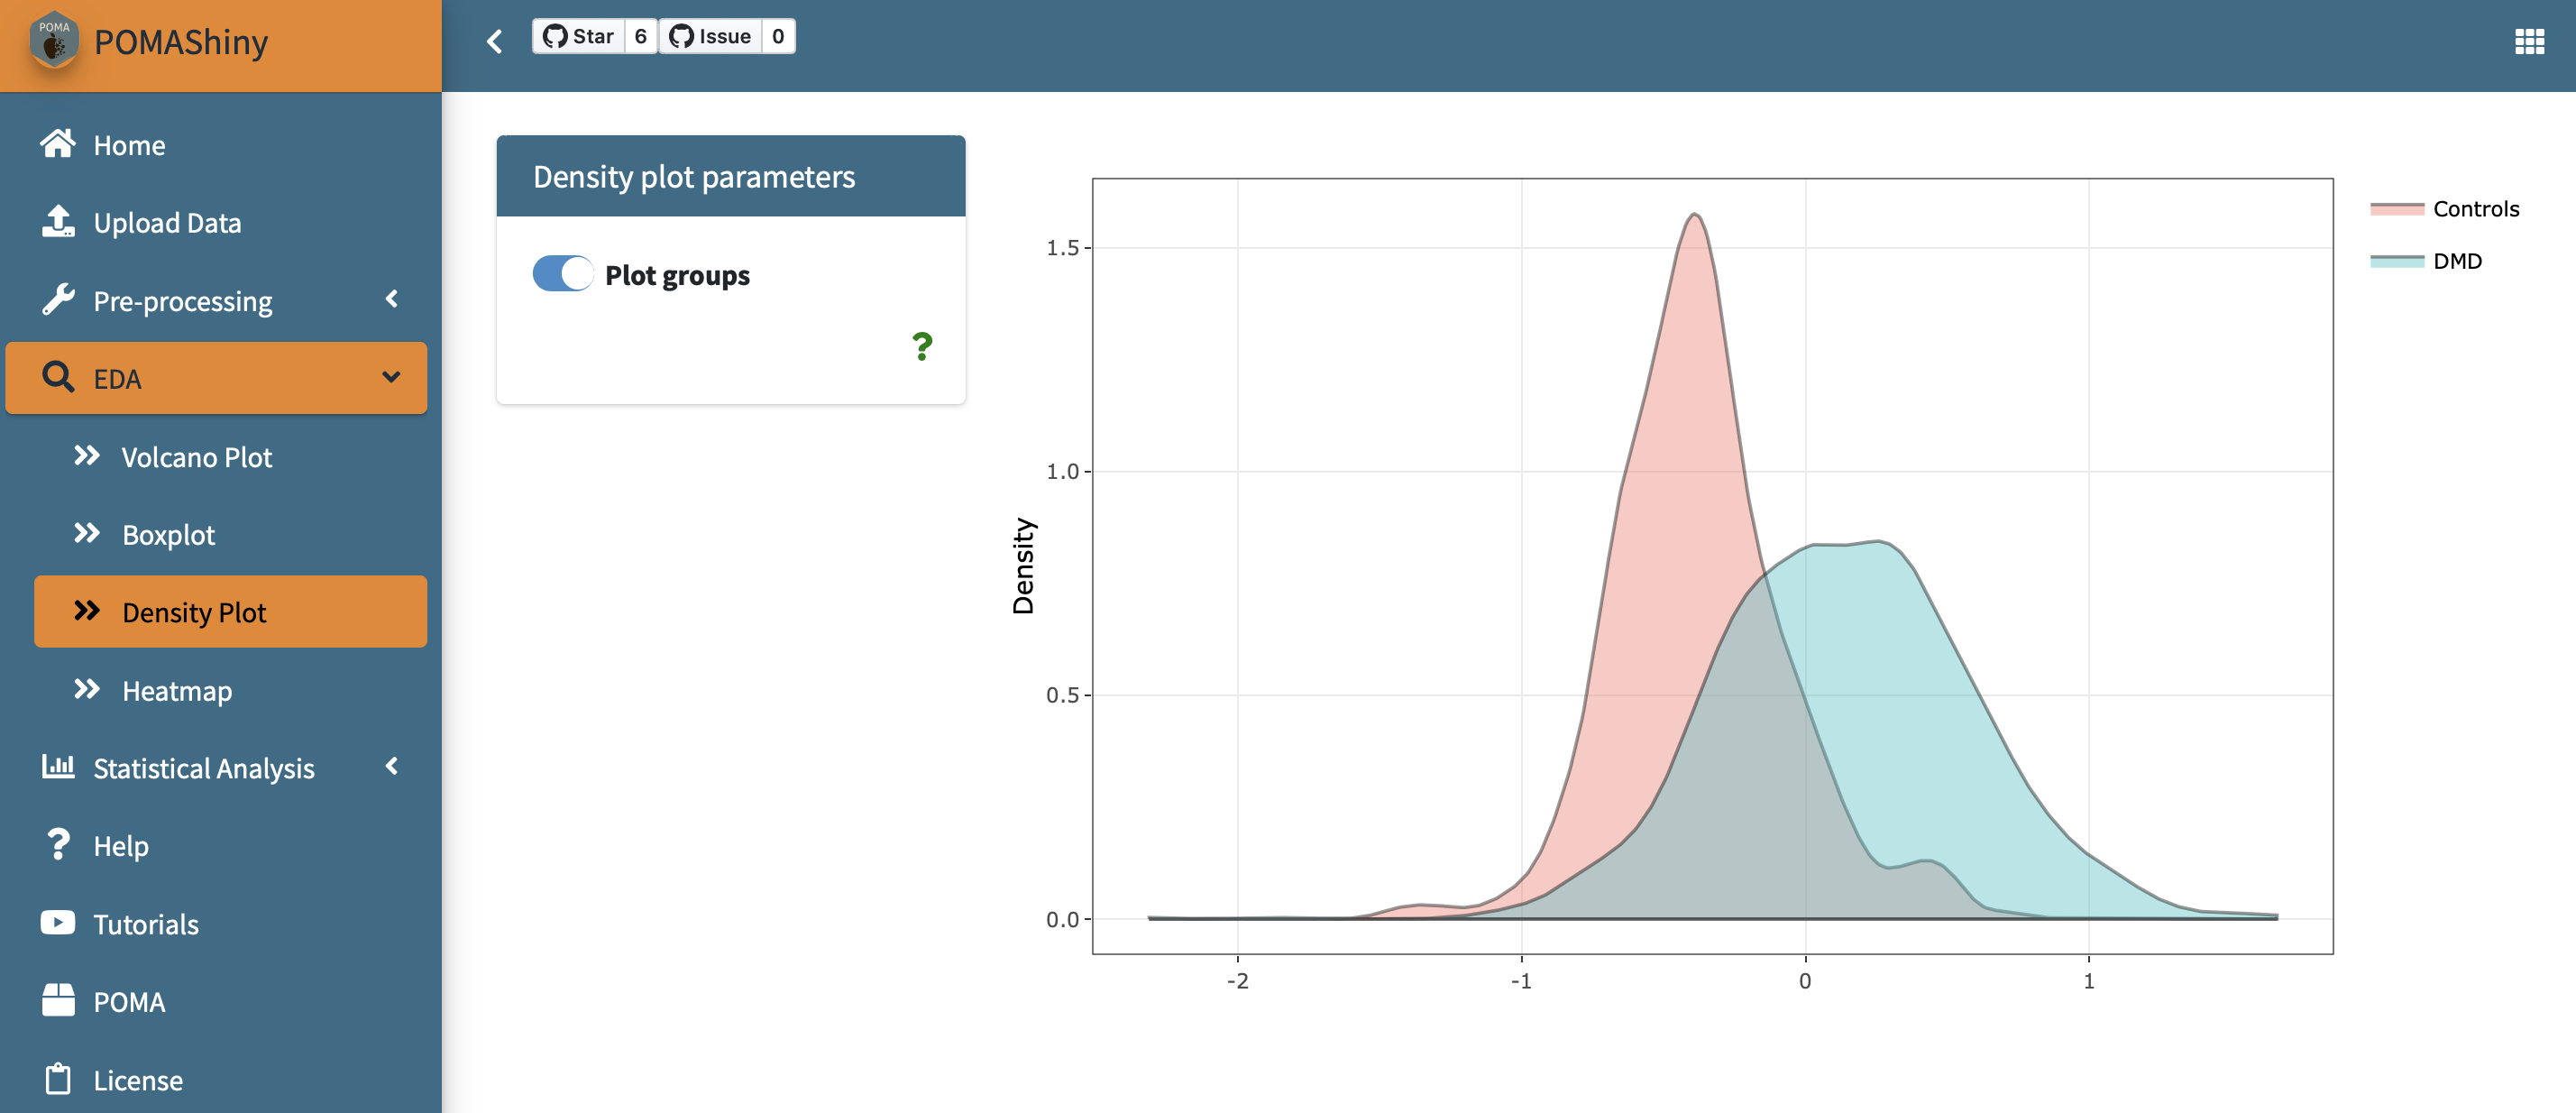 POMA
POMAShiny
Star 6
Issue 0
Home
Upload Data
Pre-processing
EDA
Volcano Plot
Boxplot
Density Plot
Heatmap
Statistical Analysis
Help
Tutorials
POMA
License
Density plot parameters
Plot groups
?
Density
1.5
1.0
0.5
0.0
-2
-1
0
1
Controls
DMD